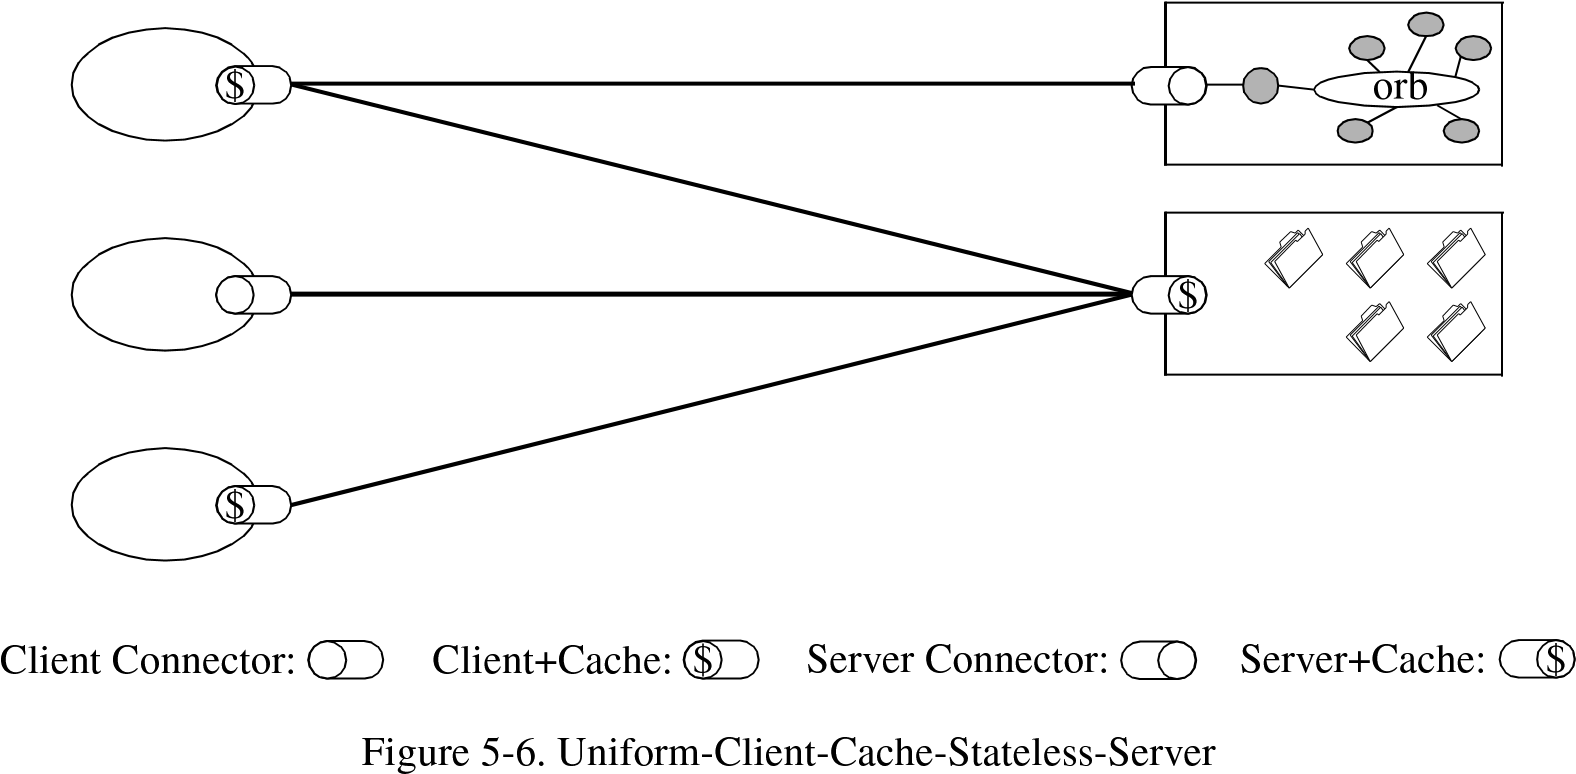 $
orb
$
$
Client Connector: Client+Cache: $ Server Connector: Server+Cache: $
Figure 5-6. Uniform-Client-Cache-Stateless-Server